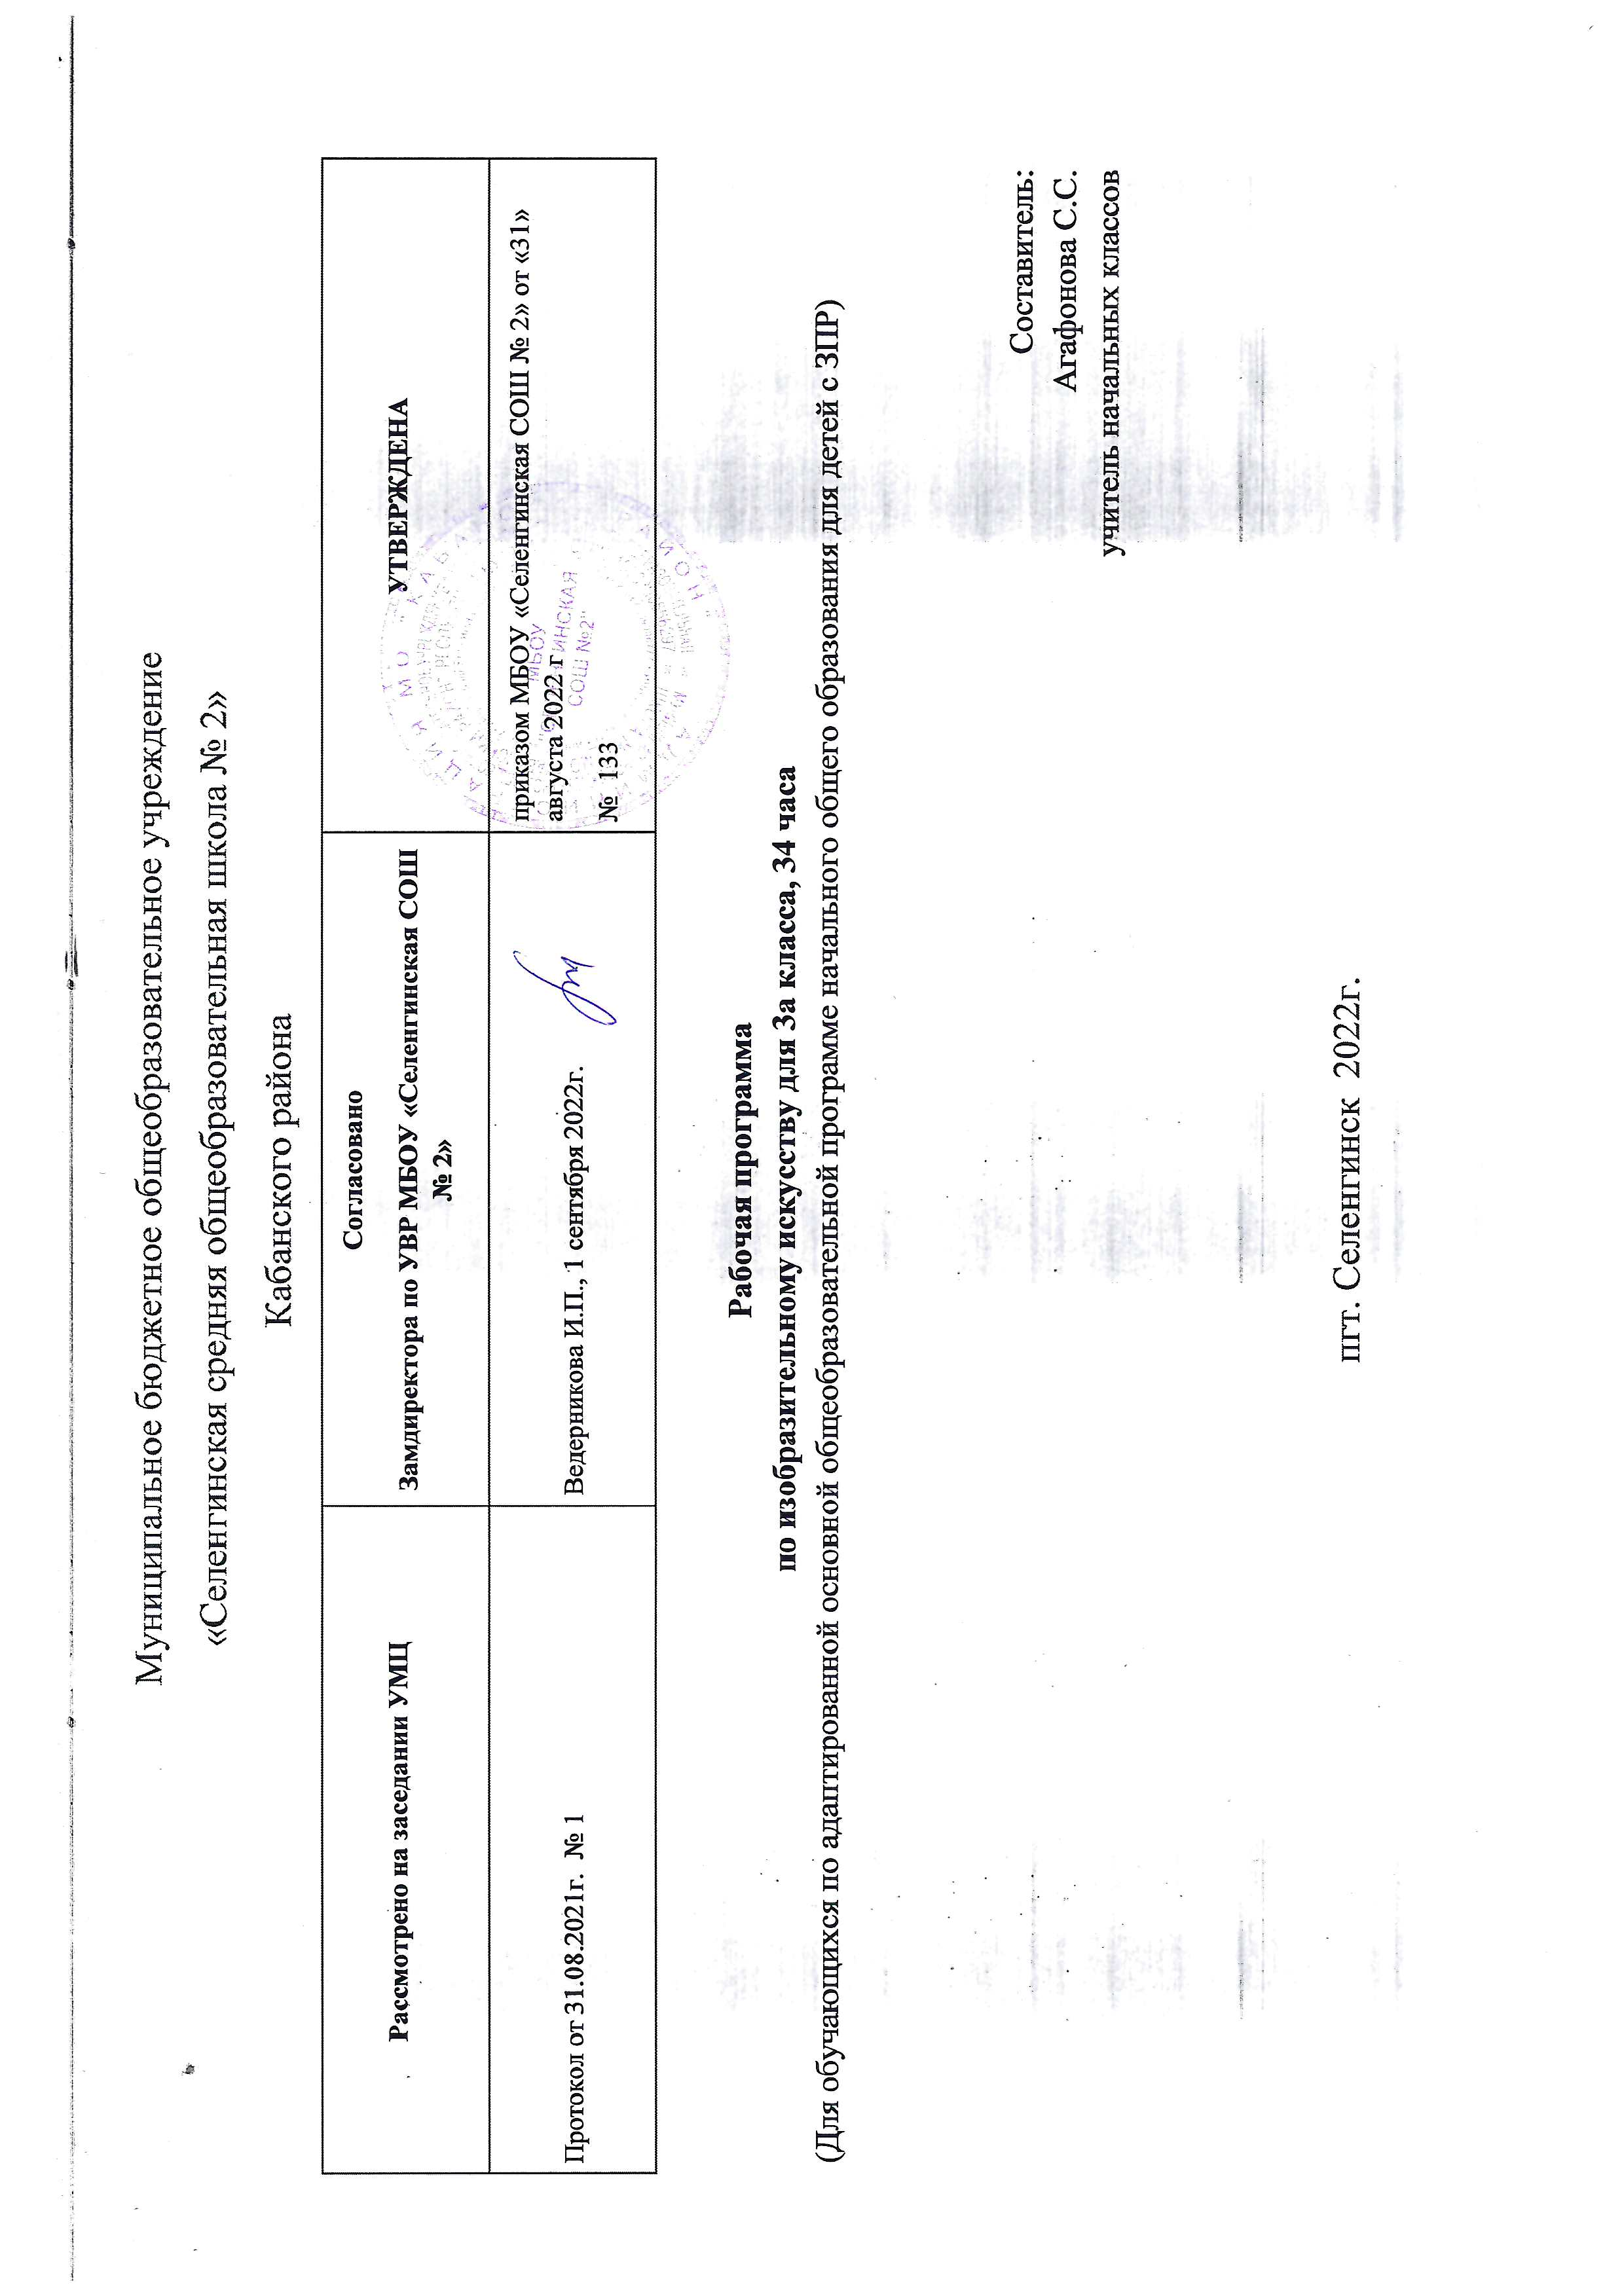 Муниципальное бюджетное общеобразовательное учреждение
«Селенгинская средняя общеобразовательная школа № 2»
Кабанского района
Рассмотрено на заседании УМЦ
Согласовано
Замдиректора по УВР МБОУ «Селенгинская СОШ
№ 2»
УТВЕРЖДЕНА
Протокол от 31.08.2021г. № 1
Ведерникова И.П., 1 сентября 2022г.
приказом МБОУ «Селенгинская СОШ № 2» от «31»
августа 2022 г
№ 133
МБОУ
СОШ №2"
Рабочая программа
по изобразительному искусству для 3а класса, 34 часа
(Для обучающихся по адаптированной основной общеобразовательной программе начального общего образования для детей с ЗПР)
Составитель:
Агафонова С.С.
учитель начальных классов
пгт. Селенгинск 2022г.